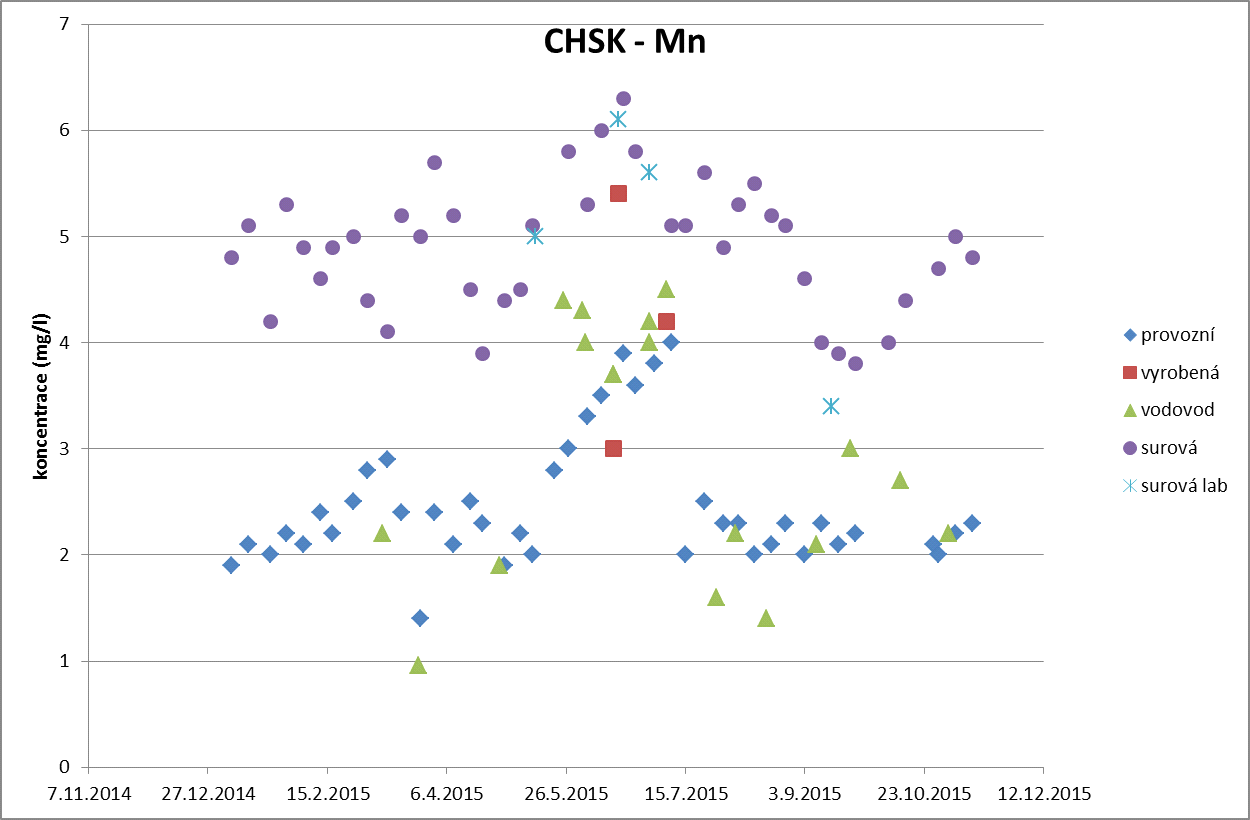 CHSK - Mn
7
6
5
4
3
2
1
0
koncentrace (mg/l)
7.11.2014
27.12.2014
15.2.2015
6.4.2015
26.5.2015
15.7.2015
3.9.2015
23.10.2015
12.12.2015
provozní
vyrobená
vodovod
surová
surová lab